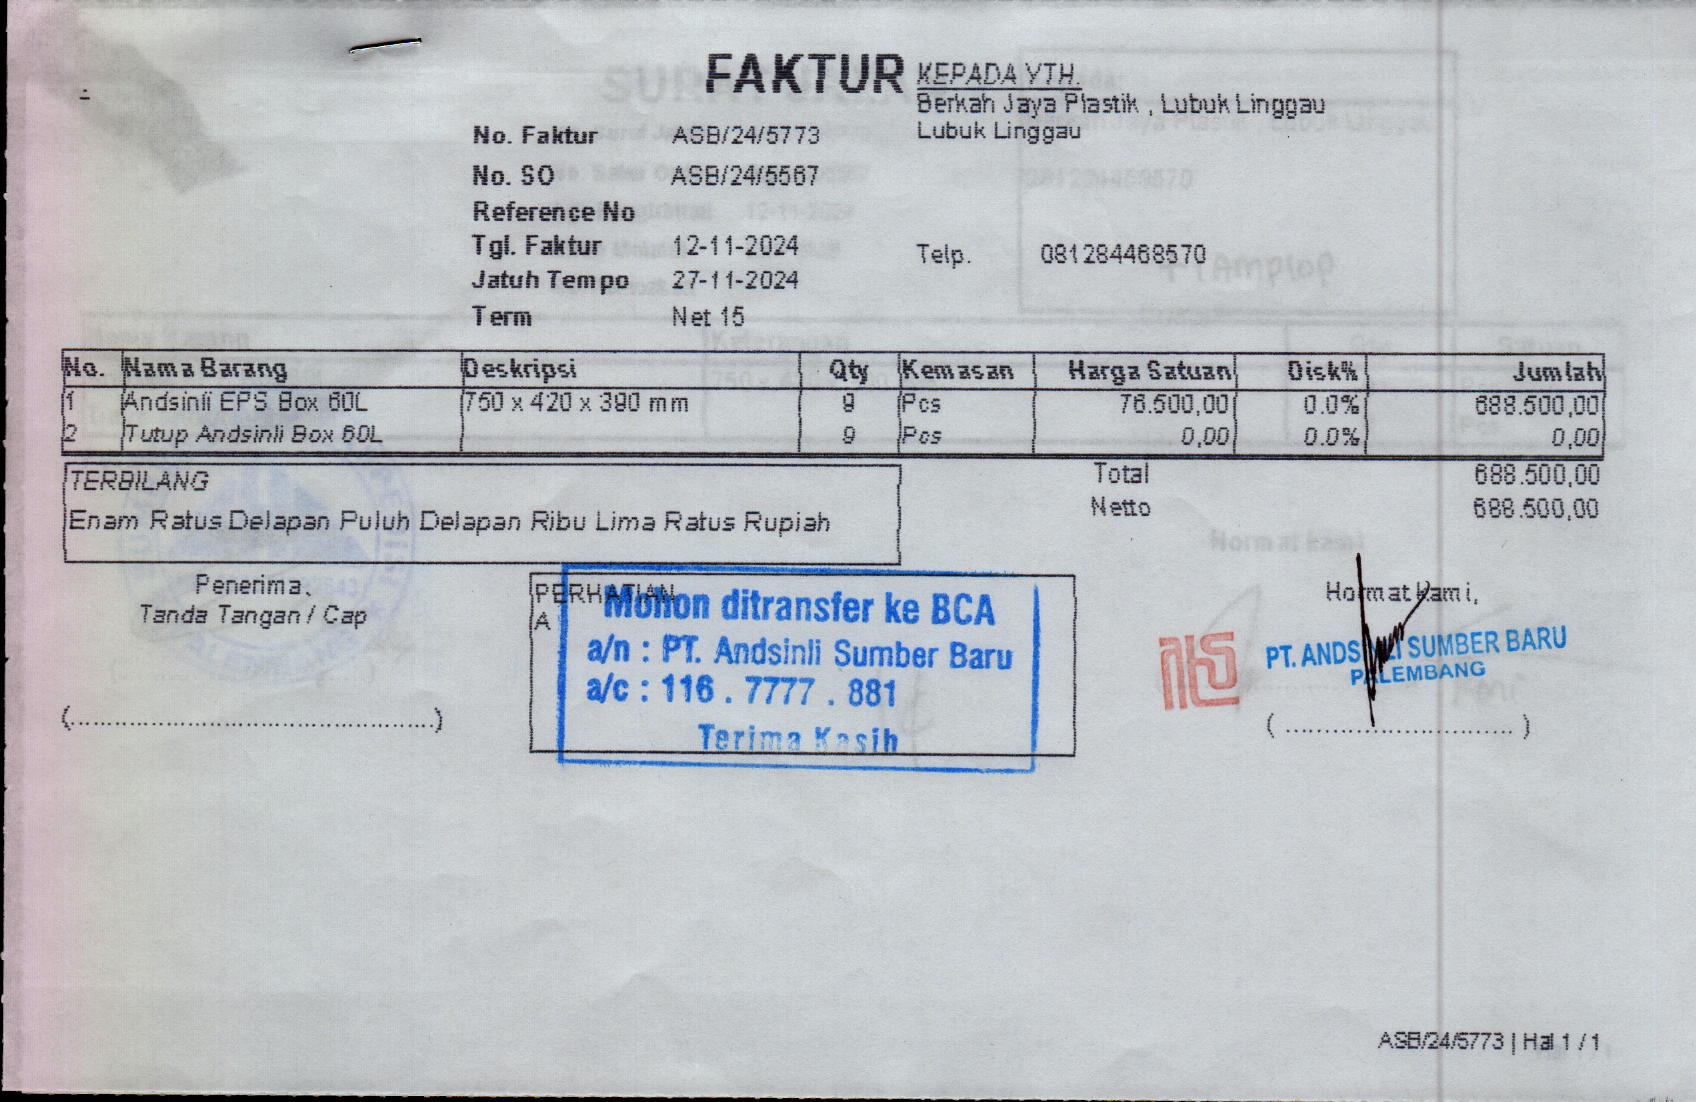 FAKTUR
KEPADA YTH.
Berkah Jaya Plastik , Lubuk Linggau
Lubuk Linggau
No. Faktur ASB/24/5773
No. SO ASB/24/5567
Reference No
Tgl. Faktur 12-11-2024
Telp. 081284468570
Jatuh Tempo 27-11-2024
Term Net 15
No. Nama Barang Deskripsi Qty Kemasan Harga Satuan Disk% Jumlah
1 Andsinli EPS Box 60L 750 x 420 x 390 mm 9 Pcs 76.500,00 0.0% 688.500,00
2 Tutup Andsinli Box 60L 9 Pcs 0,00 0.0% 0,00
TERBILANG
Enam Ratus Delapan Puluh Delapan Ribu Lima Ratus Rupiah
Total 688.500,00
Netto 688.500,00
Penerima,
Tanda Tangan / Cap
(............................................)
PERHATIAN
A
Mohon ditransfer ke BCA
a/n : PT. Andsinli Sumber Baru
a/c : 116 . 7777 . 881
Terima Kasih
Hormat Kami,
PT. ANDSINLI SUMBER BARU
PALEMBANG
( ............................... )
ASB/24/5773 | Hal 1 / 1